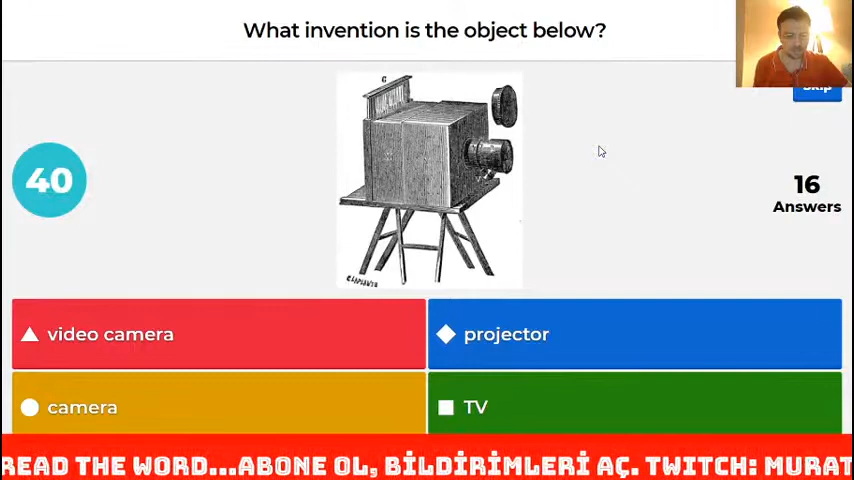 What invention is the object below?
Skip
G
40
16
Answers
video camera
projector
camera
TV
READ THE WORD...ABONE OL, BİLDİRİMLERİ AÇ. TWITCH: MURAT